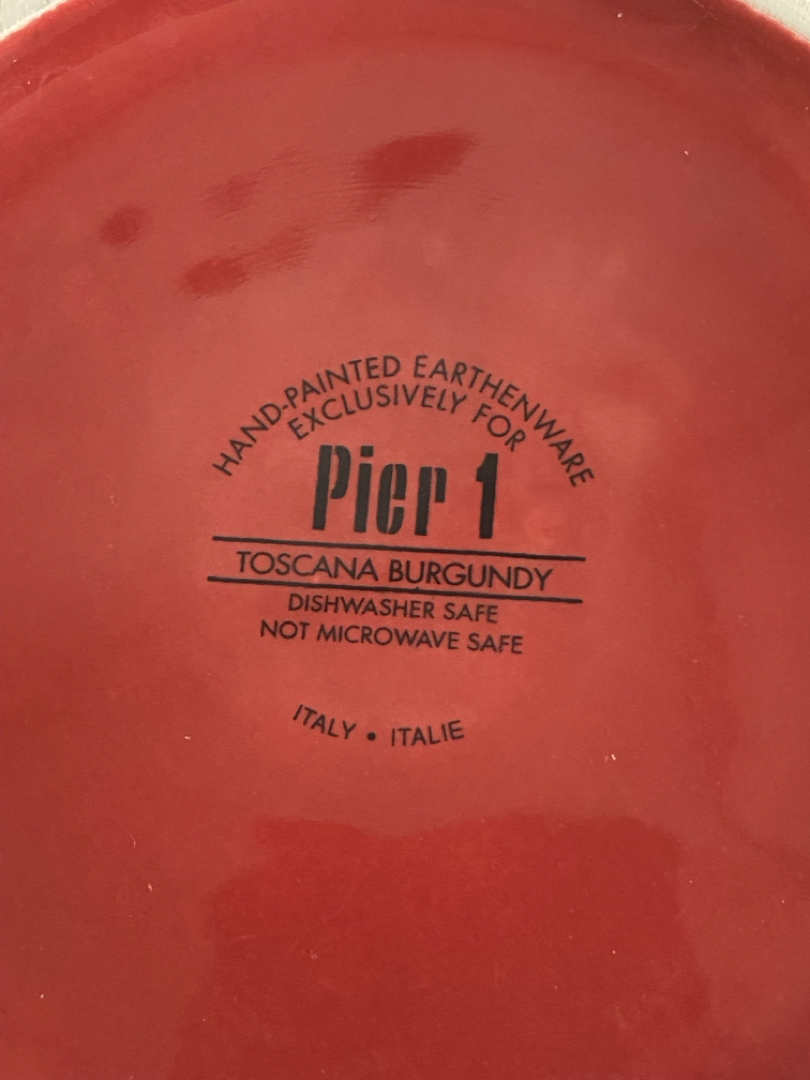 HAND-PAINTED EARTHENWARE
EXCLUSIVELY FOR
Pier 1
TOSCANA BURGUNDY
DISHWASHER SAFE
NOT MICROWAVE SAFE
ITALY • ITALIE